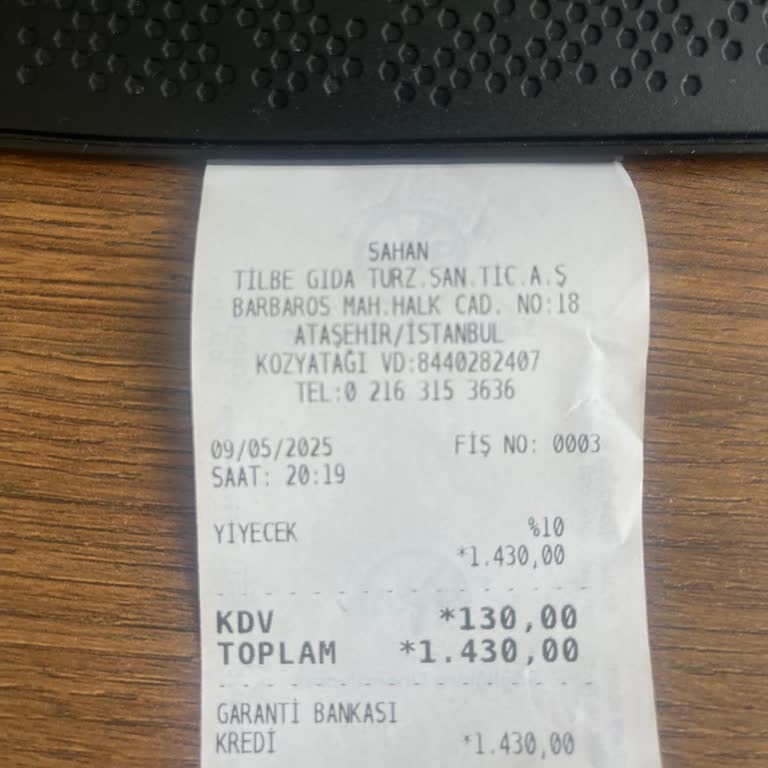 SAHAN
TİLBE GIDA TURZ.SAN.TİC.A.Ş
BARBAROS MAH.HALK CAD. NO:18
ATAŞEHİR/İSTANBUL
KOZYATAĞI VD:8440282407
TEL:0 216 315 3636
09/05/2025 FİŞ NO: 0003
SAAT: 20:19
YİYECEK %10
*1.430,00
KDV *130,00
TOPLAM *1.430,00
GARANTİ BANKASI
KREDİ *1.430,00